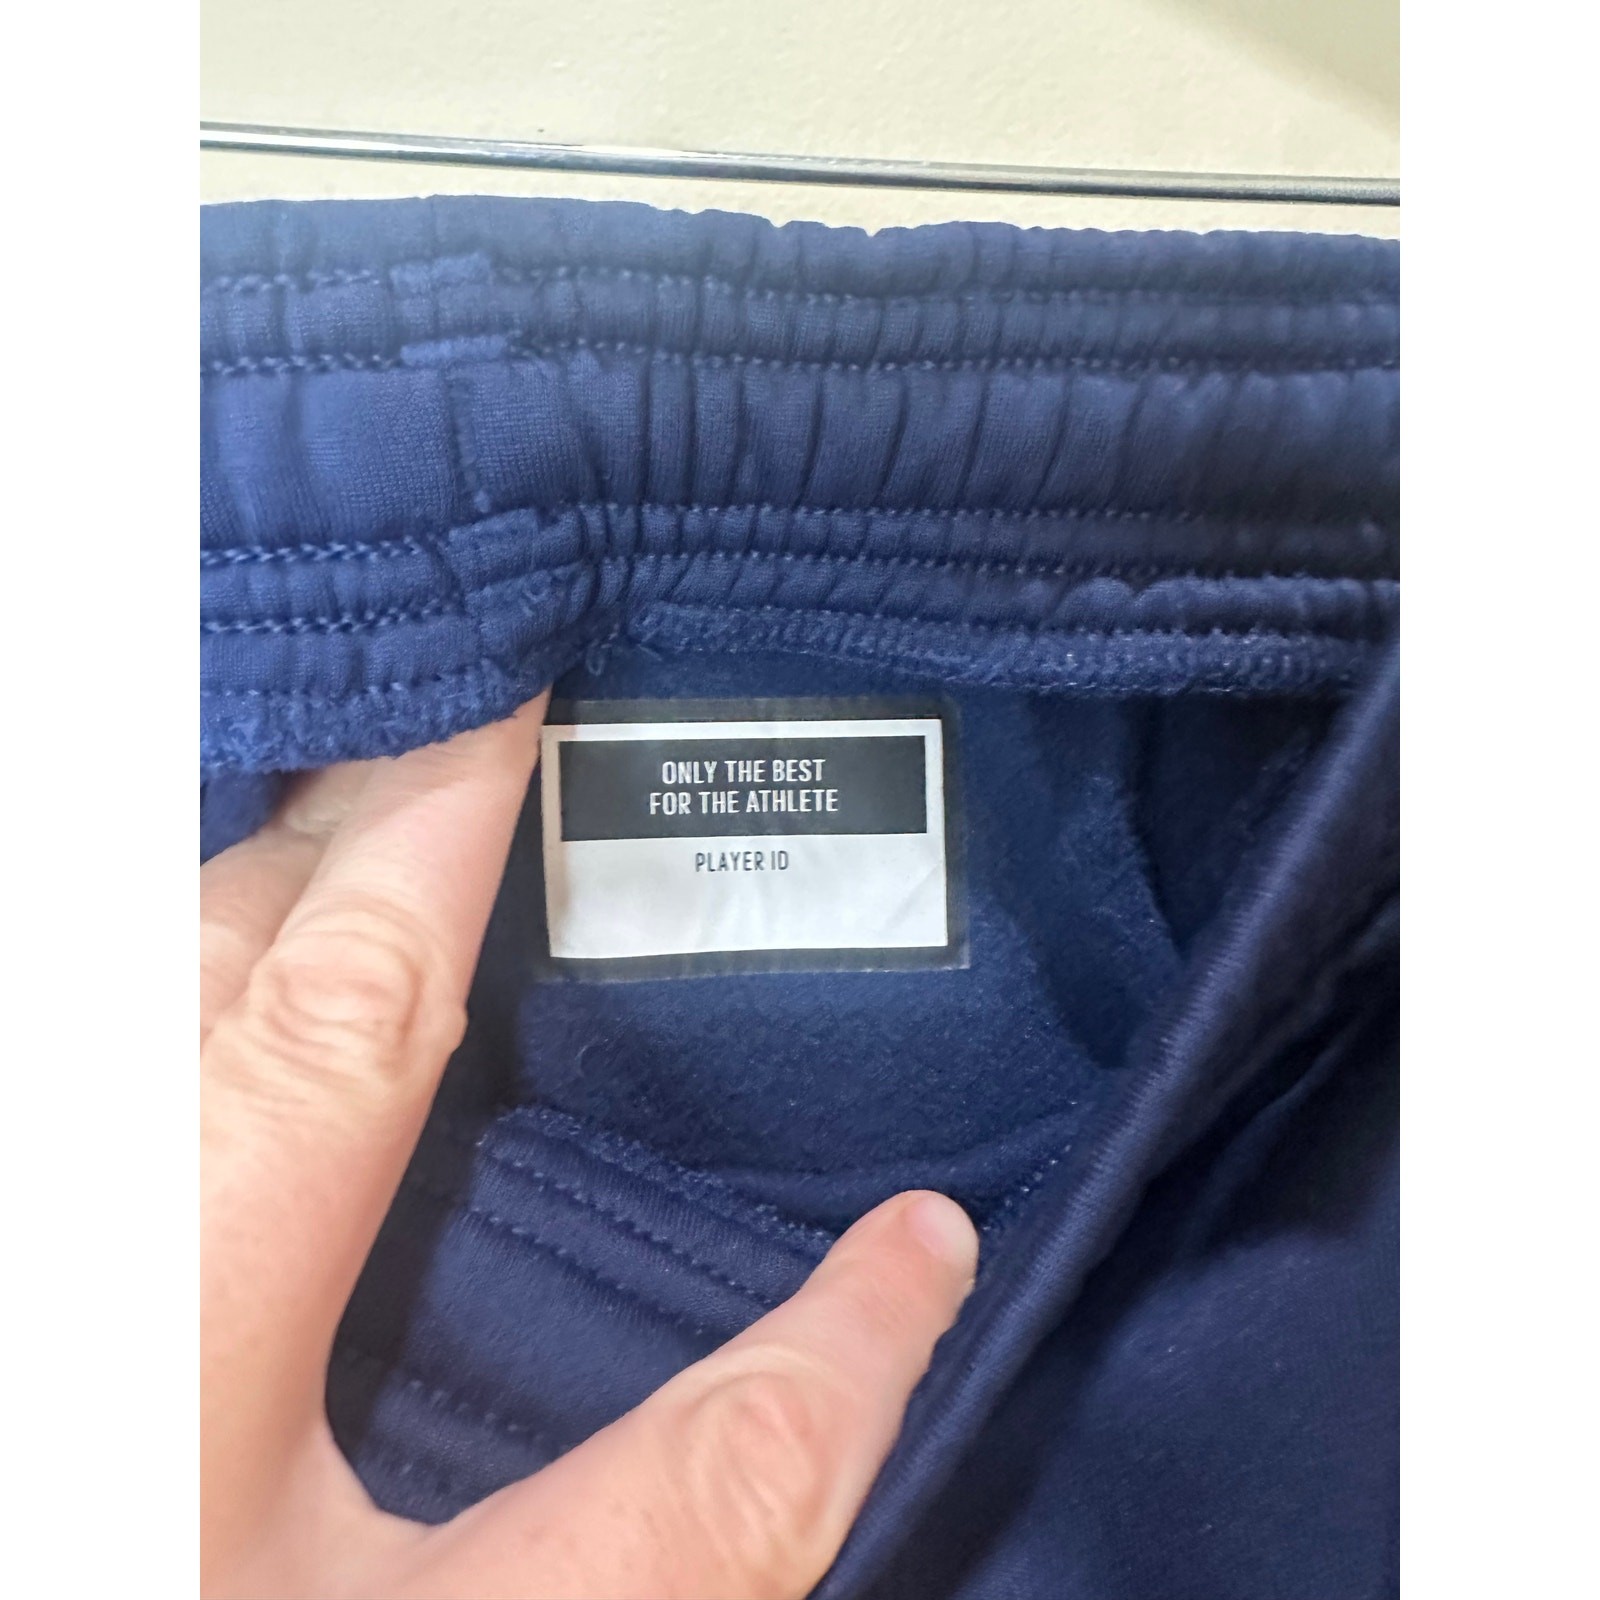 ONLY THE BEST
FOR THE ATHLETE
PLAYER ID